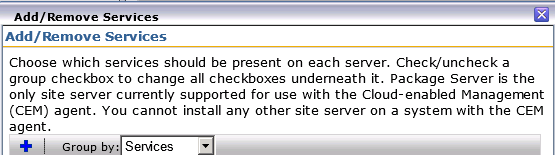 Add/Remove Services
Add/Remove Services
Choose which services should be present on each server. Check/uncheck a
group checkbox to change all checkboxes underneath it. Package Server is the
only site server currently supported for use with the Cloud-enabled Management
(CEM) agent. You cannot install any other site server on a system with the CEM
agent.
Group by: Services